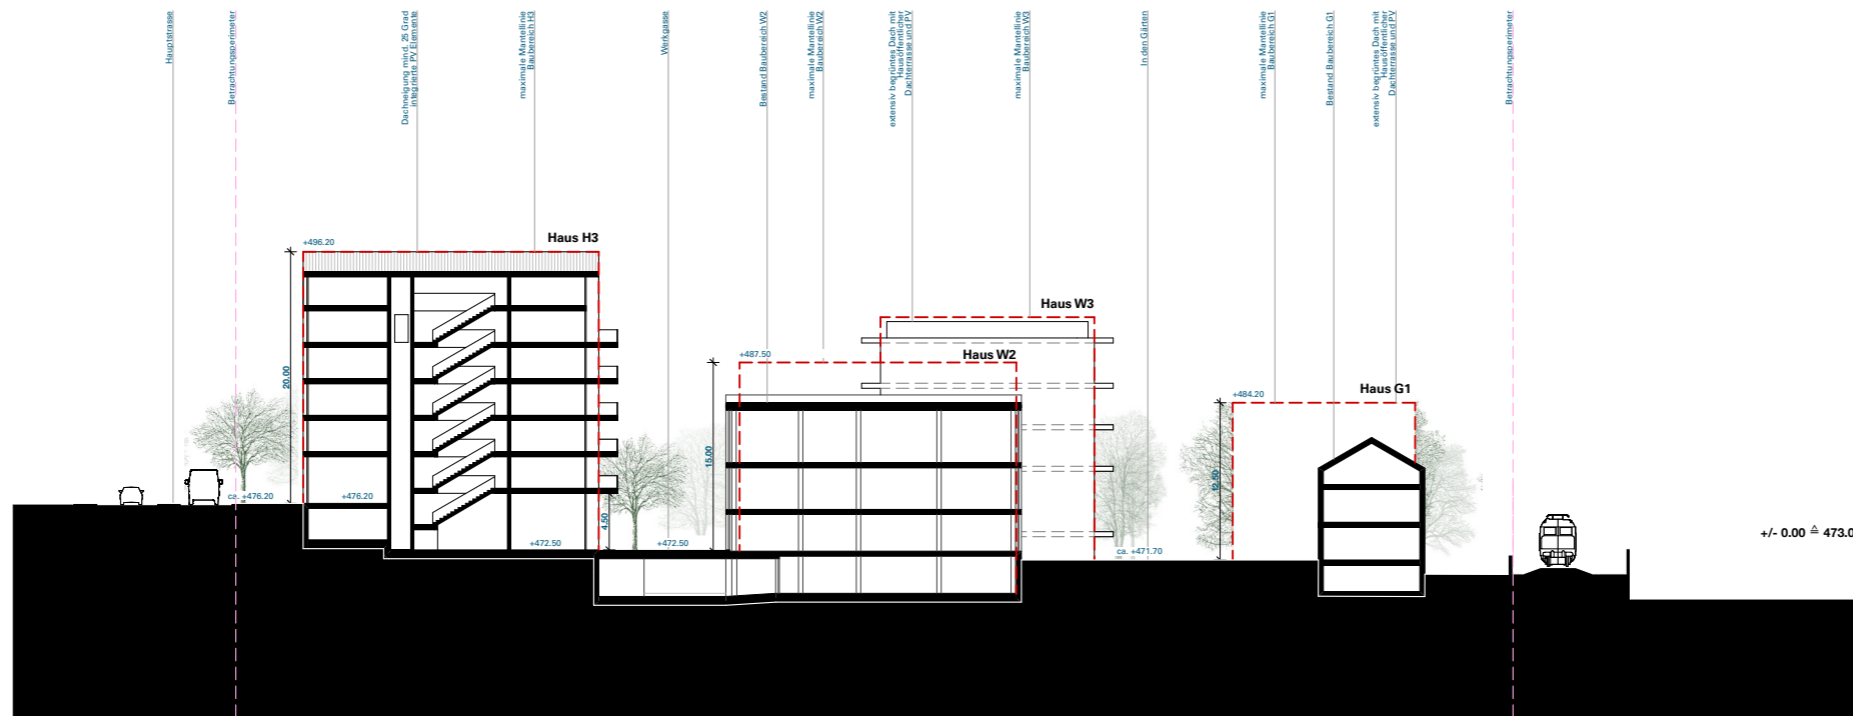 Hauptstrasse
Betrachtungsperimeter
Dachneigung mind. 25 Grad
integrierte PV Elemente
maximale Mantellinie
Baubereich H3
Werkgasse
Bestand Baubereich W2
maximale Mantellinie
Baubereich W2
extensiv begrüntes Dach mit
Hausöffentlicher
Dachterrasse und PV
maximale Mantellinie
Baubereich W3
In den Gärten
maximale Mantellinie
Baubereich G1
Bestand Baubereich G1
extensiv begrüntes Dach mit
Hausöffentlicher
Dachterrasse und PV
Betrachtungsperimeter
+496.20
Haus H3
Haus W3
+487.50
Haus W2
20.00
15.00
+484.20
Haus G1
12.50
ca. +476.20
+476.20
4.50
+472.50
+472.50
ca. +471.70
+/- 0.00 ≙ 473.0